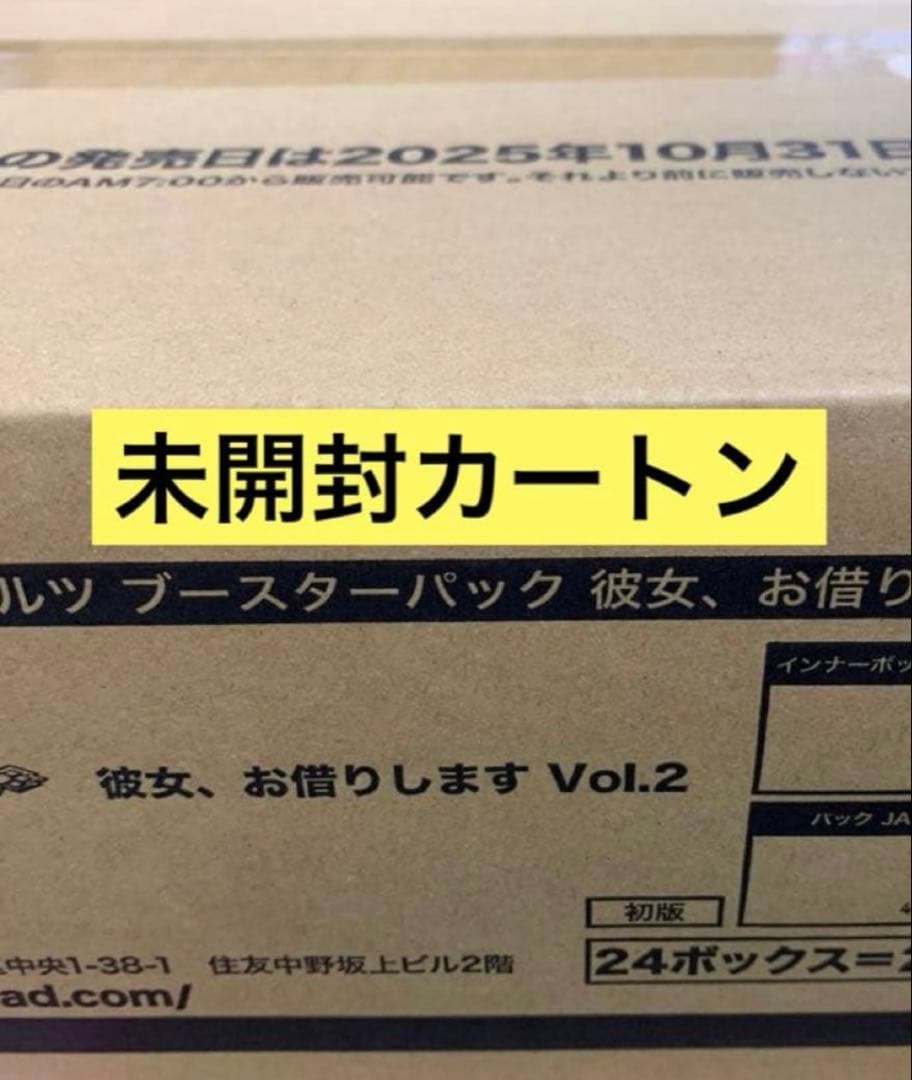 の発売日は2025年10月31日
日のAM7:00から販売可能です。それより前に販売しない
未開封カートン
ルツ ブースターパック 彼女、お借り
インナーボッ
彼女、お借りします Vol.2
パック JA
初版
24ボックス=2
中央1-38-1 住友中野坂上ビル2階
ad.com/